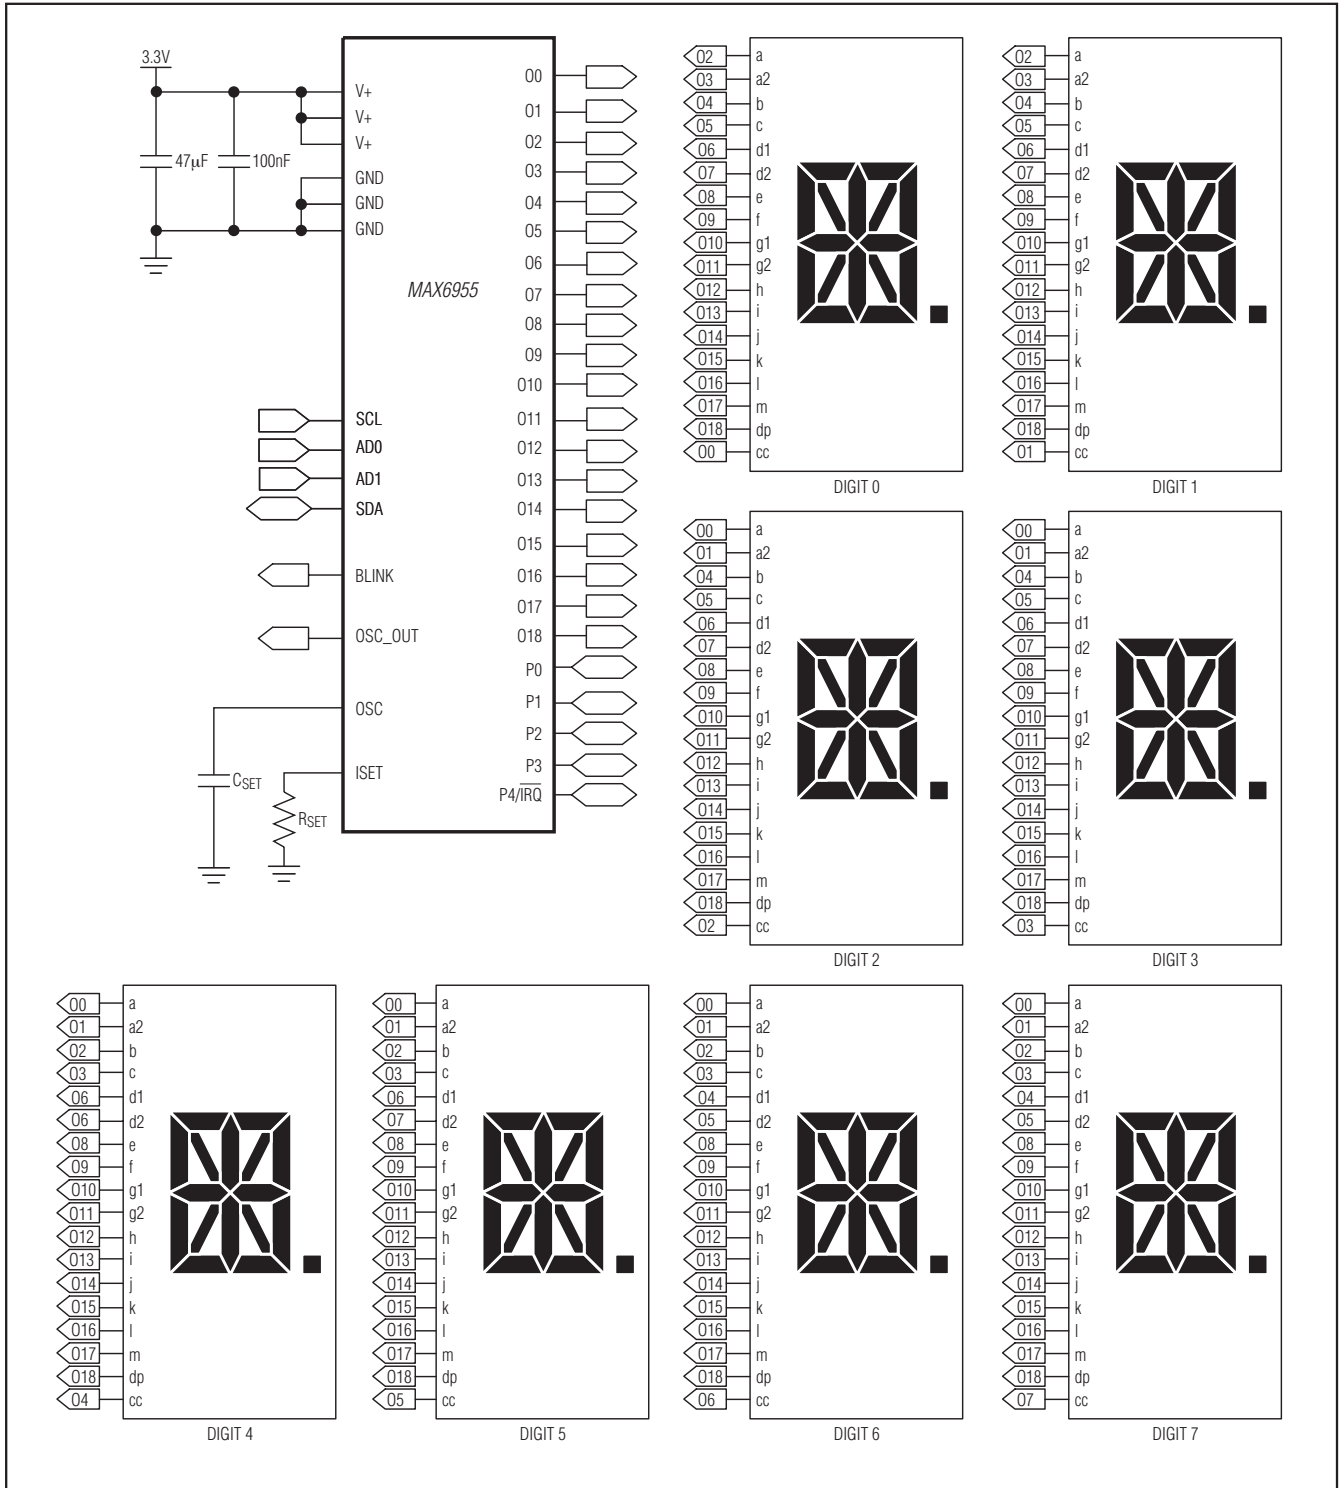 3.3V
47µF
100nF
V+
V+
V+
GND
GND
GND
MAX6955
SCL
AD0
AD1
SDA
BLINK
OSC_OUT
OSC
ISET
CSET
RSET
O0
O1
O2
O3
O4
O5
O6
O7
O8
O9
O10
O11
O12
O13
O14
O15
O16
O17
O18
P0
P1
P2
P3
P4/IRQ
O2 a
O3 a2
O4 b
O5 c
O6 d1
O7 d2
O8 e
O9 f
O10 g1
O11 g2
O12 h
O13 i
O14 j
O15 k
O16 l
O17 m
O18 dp
O0 cc
DIGIT 0
O2 a
O3 a2
O4 b
O5 c
O6 d1
O7 d2
O8 e
O9 f
O10 g1
O11 g2
O12 h
O13 i
O14 j
O15 k
O16 l
O17 m
O18 dp
O1 cc
DIGIT 1
O0 a
O1 a2
O4 b
O5 c
O6 d1
O7 d2
O8 e
O9 f
O10 g1
O11 g2
O12 h
O13 i
O14 j
O15 k
O16 l
O17 m
O18 dp
O2 cc
DIGIT 2
O0 a
O1 a2
O4 b
O5 c
O6 d1
O7 d2
O8 e
O9 f
O10 g1
O11 g2
O12 h
O13 i
O14 j
O15 k
O16 l
O17 m
O18 dp
O3 cc
DIGIT 3
O0 a
O1 a2
O2 b
O3 c
O6 d1
O6 d2
O8 e
O9 f
O10 g1
O11 g2
O12 h
O13 i
O14 j
O15 k
O16 l
O17 m
O18 dp
O4 cc
DIGIT 4
O0 a
O1 a2
O2 b
O3 c
O6 d1
O7 d2
O8 e
O9 f
O10 g1
O11 g2
O12 h
O13 i
O14 j
O15 k
O16 l
O17 m
O18 dp
O5 cc
DIGIT 5
O0 a
O1 a2
O2 b
O3 c
O4 d1
O5 d2
O8 e
O9 f
O10 g1
O11 g2
O12 h
O13 i
O14 j
O15 k
O16 l
O17 m
O18 dp
O6 cc
DIGIT 6
O0 a
O1 a2
O2 b
O3 c
O4 d1
O5 d2
O8 e
O9 f
O10 g1
O11 g2
O12 h
O13 i
O14 j
O15 k
O16 l
O17 m
O18 dp
O7 cc
DIGIT 7